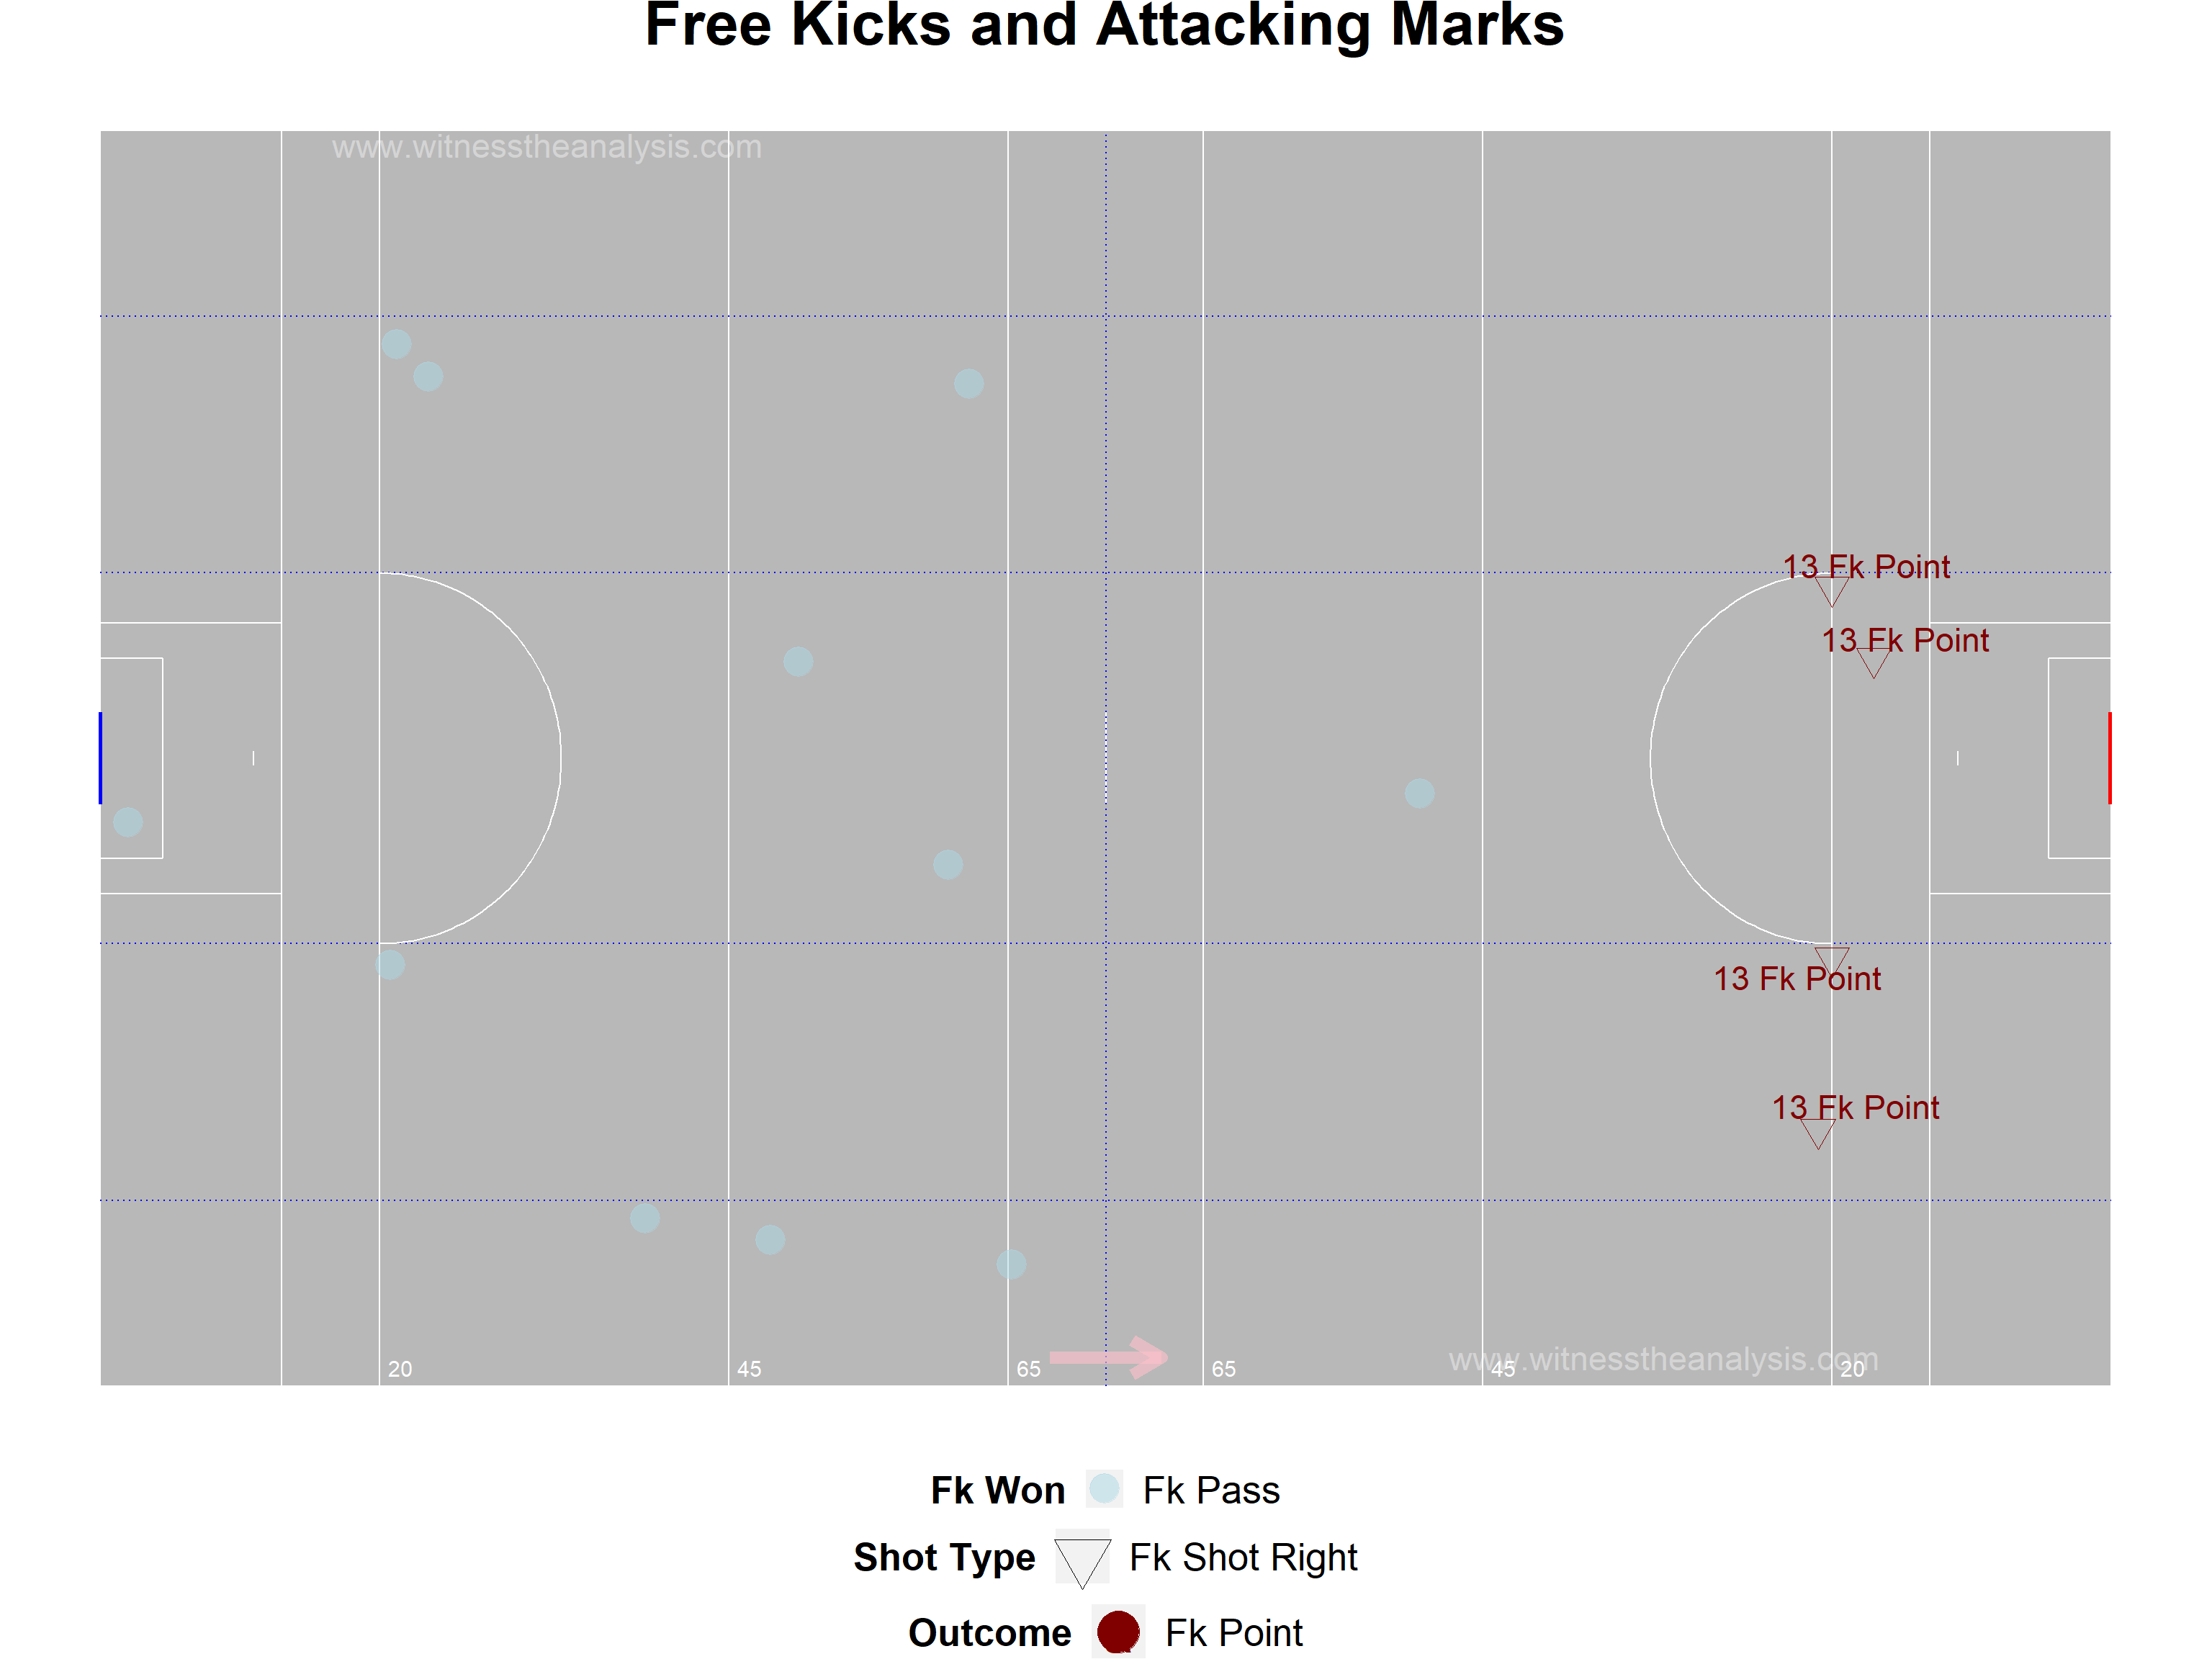 Free Kicks and Attacking Marks
www.witnesstheanalysis.com
13 Fk Point
13 Fk Point
13 Fk Point
13 Fk Point
www.witnesstheanalysis.com
20 45 65 65 45 20
Fk Won Fk Pass
Shot Type Fk Shot Right
Outcome Fk Point